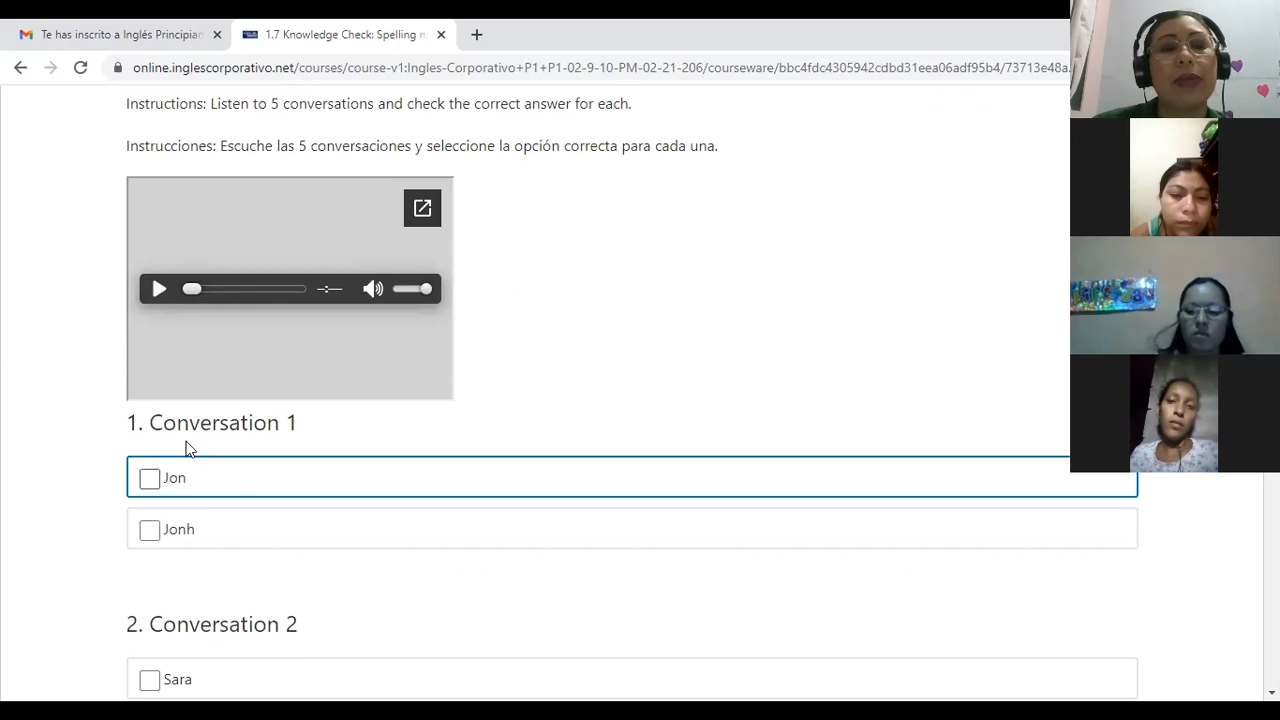 Te has inscrito a Inglés Principian
1.7 Knowledge Check: Spelling n
online.inglescorporativo.net/courses/course-v1:Ingles-Corporativo+P1+P1-02-9-10-PM-02-21-206/courseware/bbc4fdc4305942cdbd31eea06adf95b4/73713e48a.
Instructions: Listen to 5 conversations and check the correct answer for each.
Instrucciones: Escuche las 5 conversaciones y seleccione la opción correcta para cada una.
--:--
1. Conversation 1
Jon
Jonh
2. Conversation 2
Sara